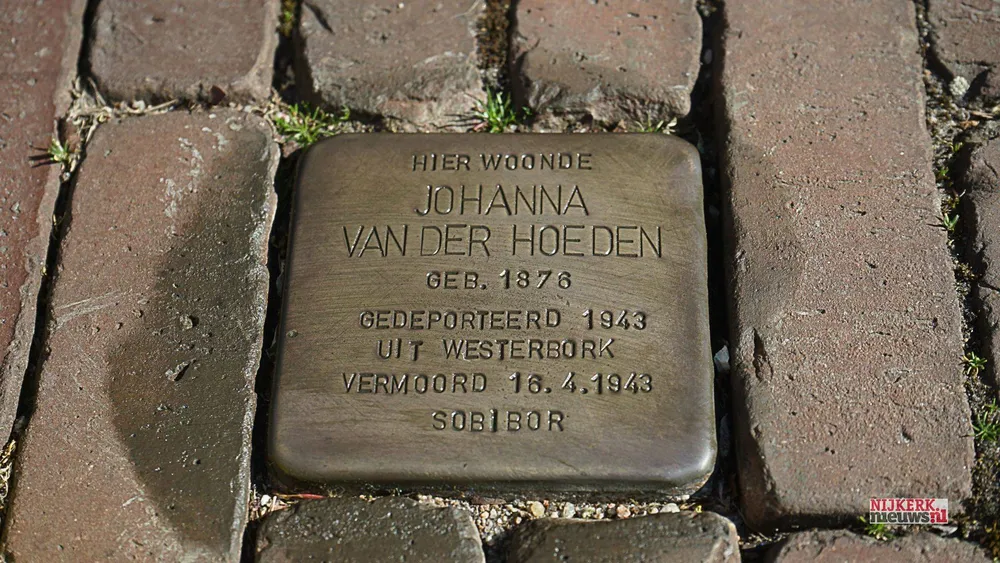 HIER WOONDE
JOHANNA
VAN DER HOEDEN
GEB. 1876
GEDEPORTEERD 1943
UIT WESTERBORK
VERMOORD 16.4.1943
SOBIBOR
NIJKERK
nieuws.nl